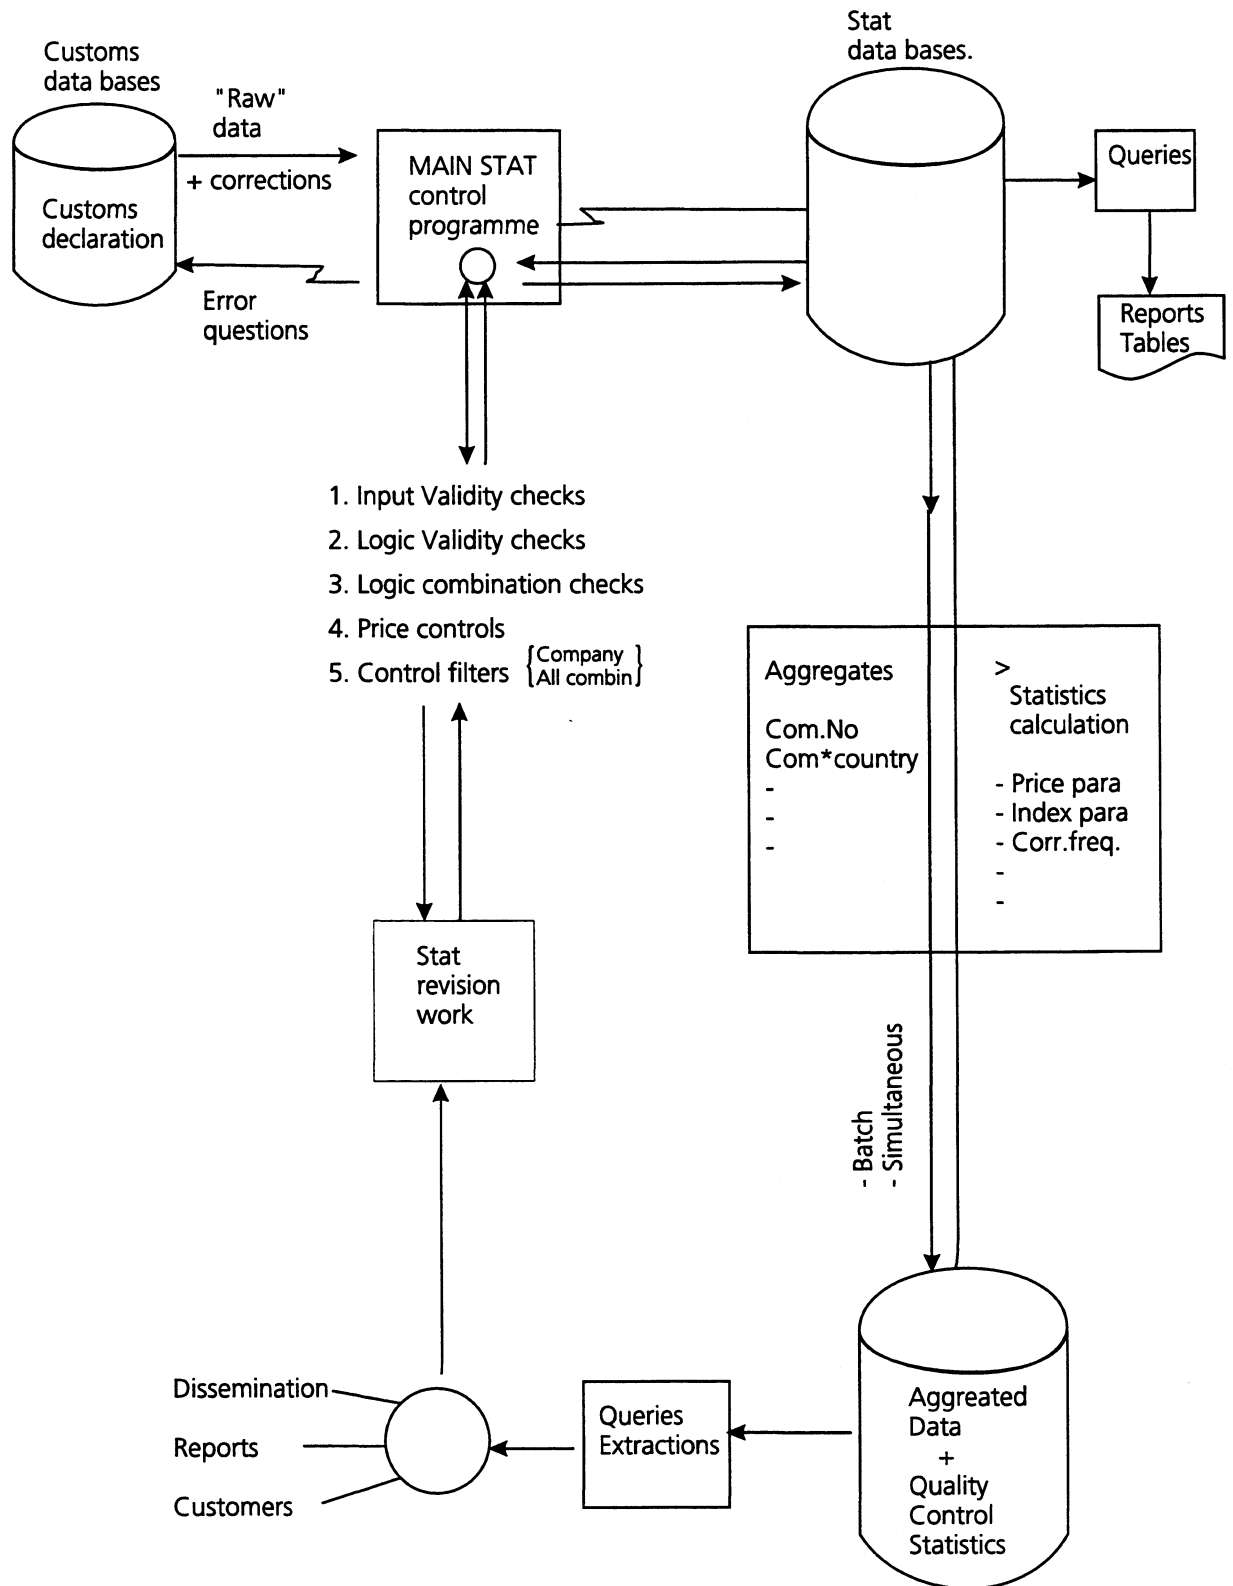 Customs
data bases
"Raw"
data
+ corrections
Customs
declaration
Error
questions
MAIN STAT
control
programme
Stat
data bases.
Queries
Reports
Tables
1. Input Validity checks
2. Logic Validity checks
3. Logic combination checks
4. Price controls
5. Control filters {Company
All combin}
Aggregates
Com.No
Com*country
-
-
-
>
Statistics
calculation
- Price para
- Index para
- Corr.freq.
-
-
Stat
revision
work
- Batch
- Simultaneous
Dissemination
Reports
Customers
Queries
Extractions
Aggreated
Data
+
Quality
Control
Statistics